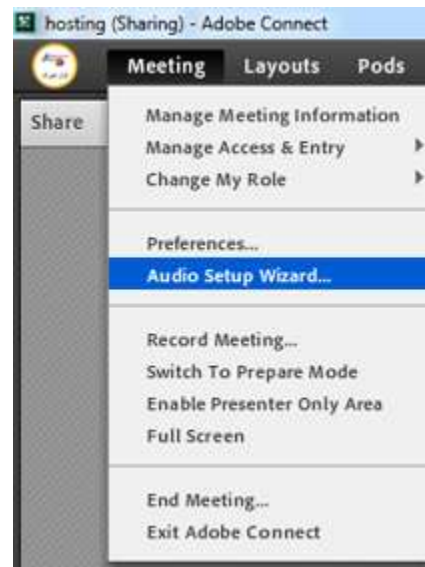 hosting (Sharing) - Adobe Connect
Meeting Layouts Pods
Share
Manage Meeting Information
Manage Access & Entry
Change My Role
Preferences...
Audio Setup Wizard...
Record Meeting...
Switch To Prepare Mode
Enable Presenter Only Area
Full Screen
End Meeting...
Exit Adobe Connect